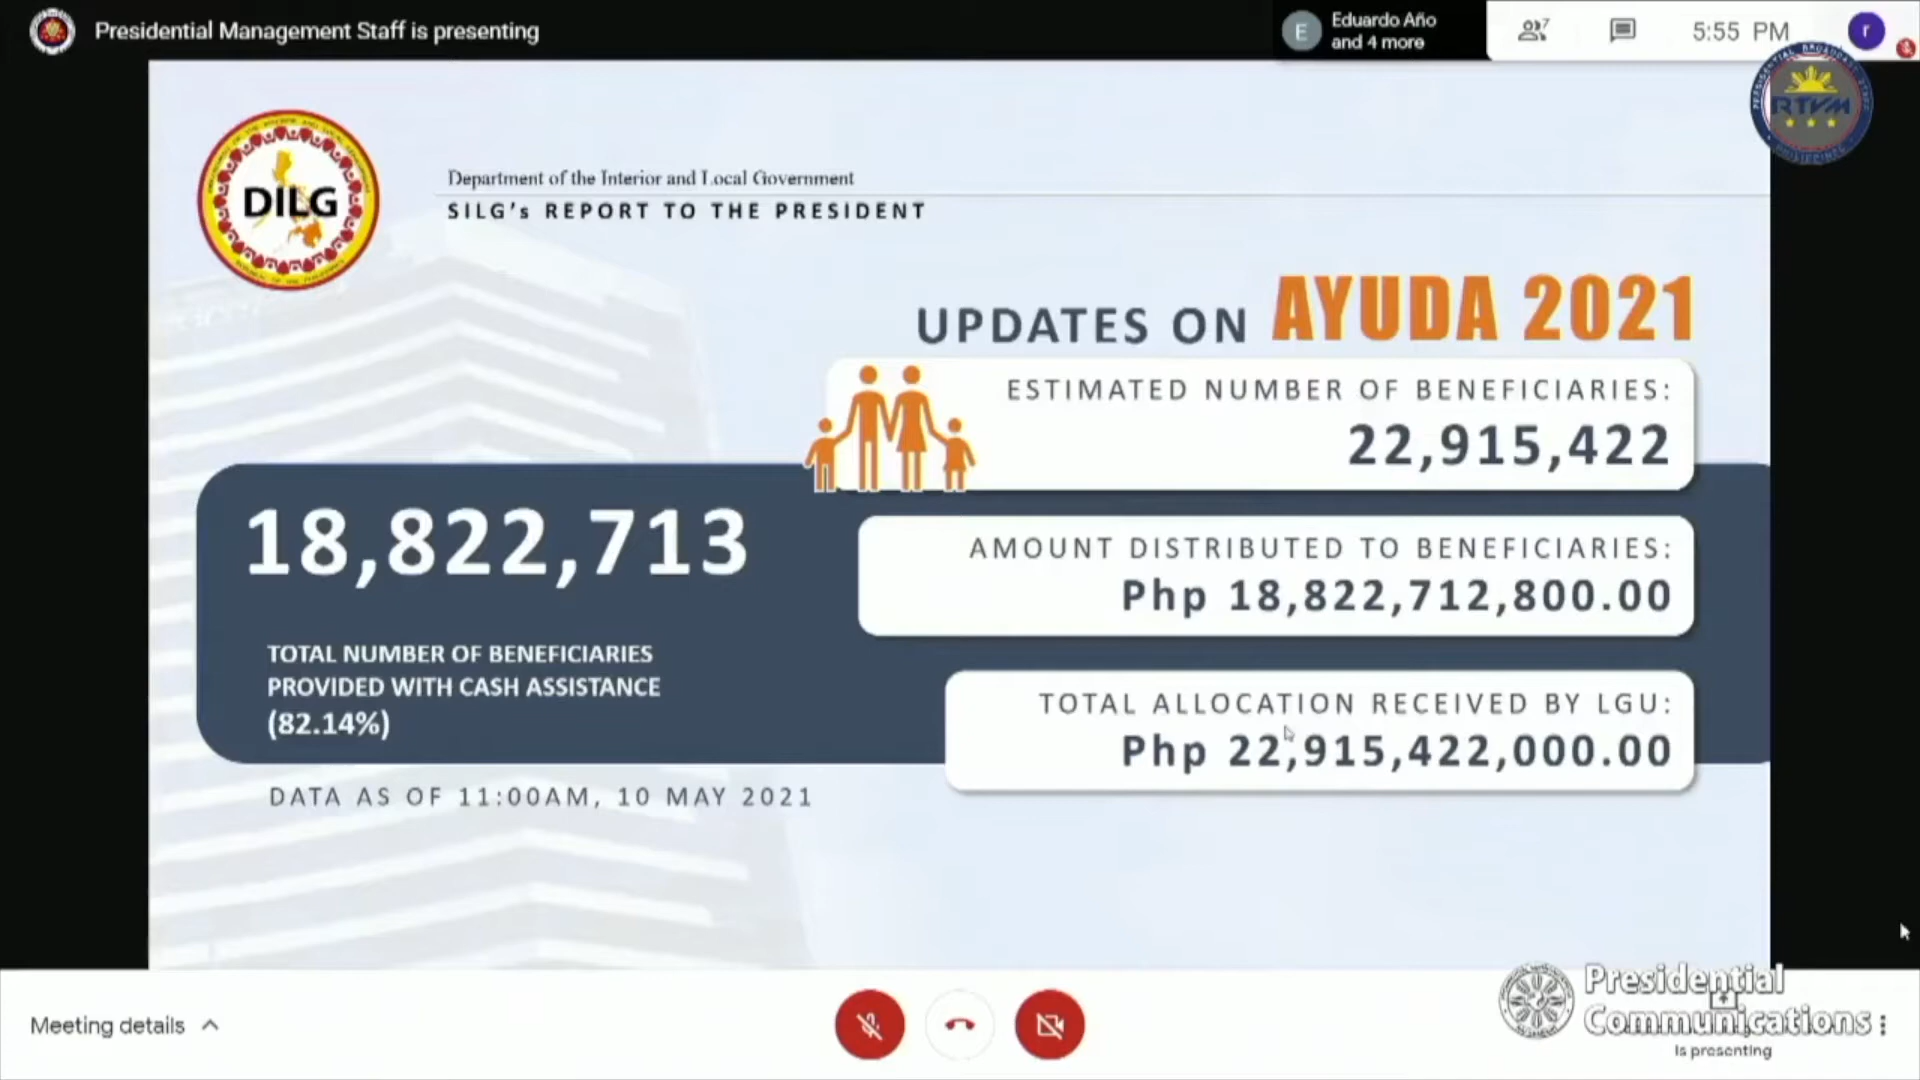 Presidential Management Staff is presenting
E
Eduardo Año
and 4 more
7
5:55 PM
r
RTVM
PHILIPPINES
DILG
Department of the Interior and Local Government
SILG's REPORT TO THE PRESIDENT
UPDATES ON AYUDA 2021
ESTIMATED NUMBER OF BENEFICIARIES:
22,915,422
18,822,713
TOTAL NUMBER OF BENEFICIARIES
PROVIDED WITH CASH ASSISTANCE
(82.14%)
AMOUNT DISTRIBUTED TO BENEFICIARIES:
Php 18,822,712,800.00
TOTAL ALLOCATION RECEIVED BY LGU:
Php 22,915,422,000.00
DATA AS OF 11:00AM, 10 MAY 2021
Meeting details
Presidential
Communications
is presenting